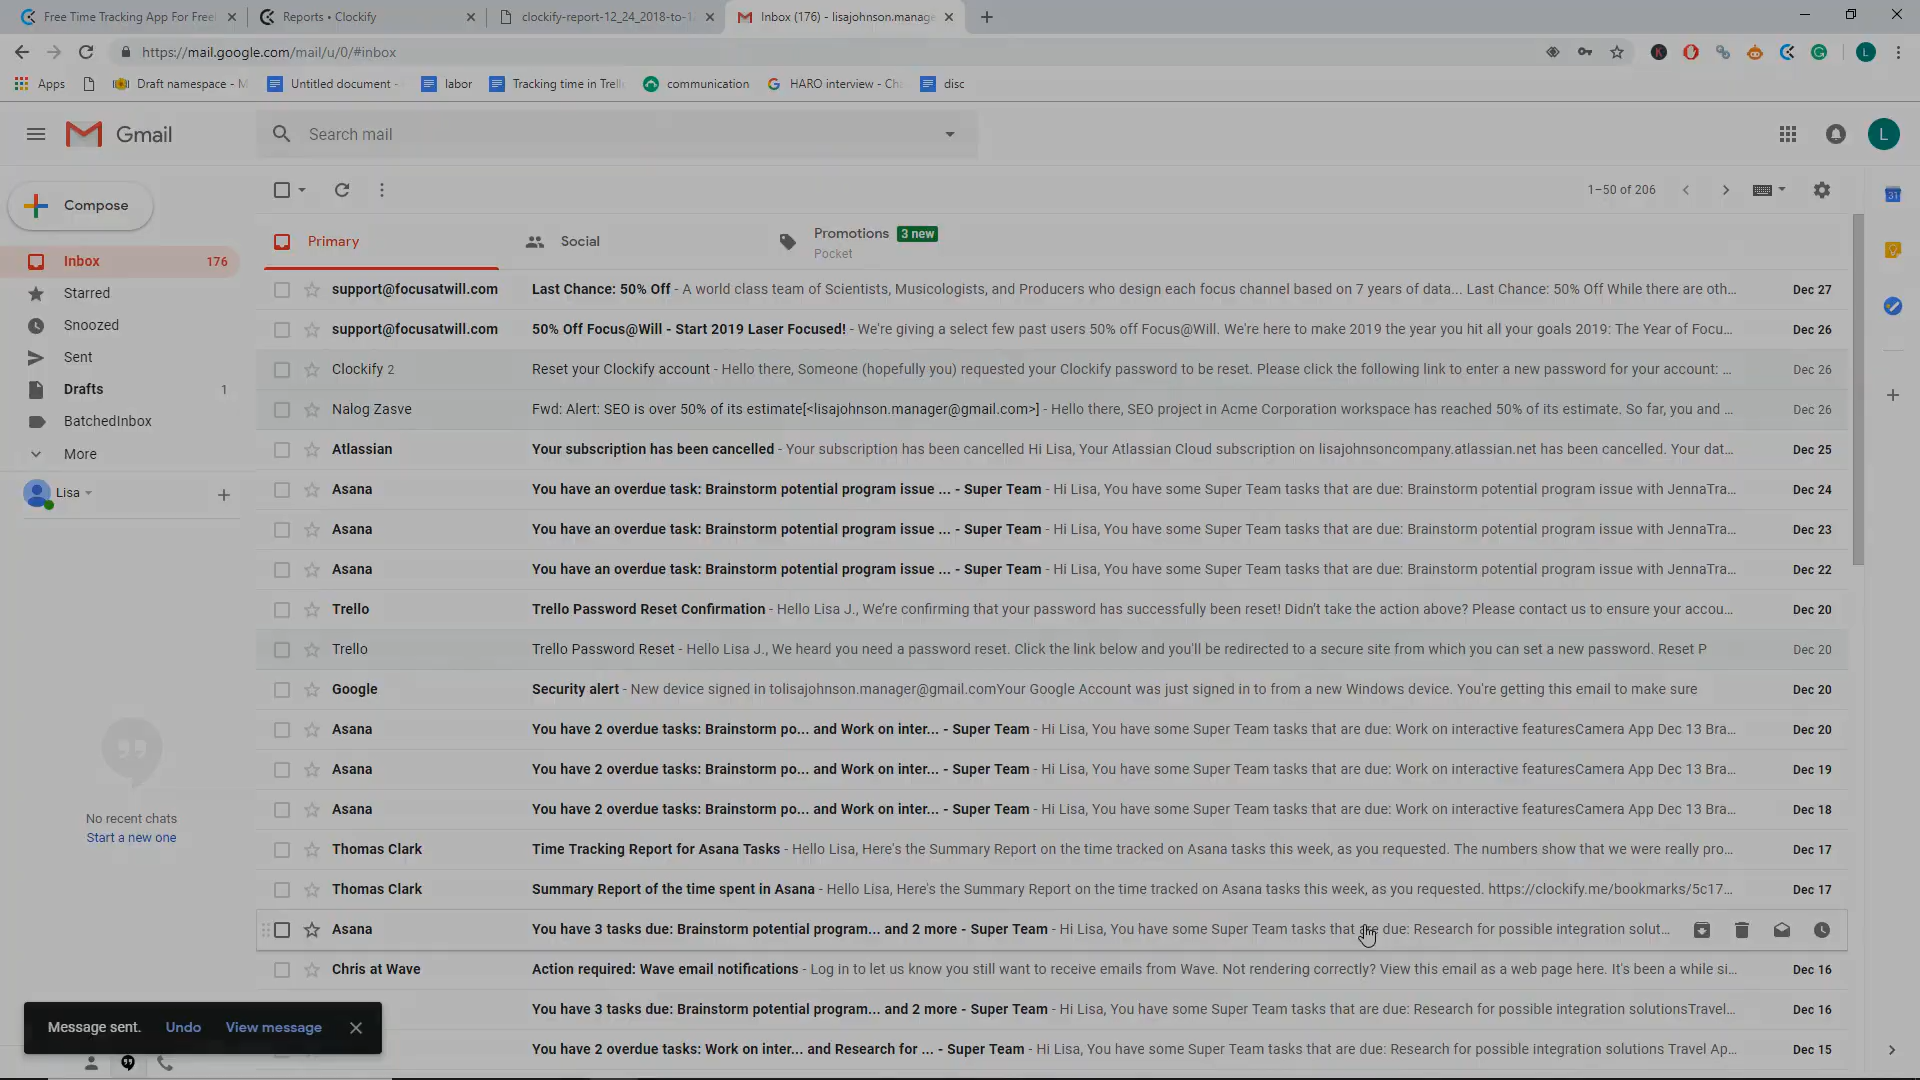 Free Time Tracking App For Free
Reports • Clockify
clockify-report-12_24_2018-to-1
Inbox (176) - lisajohnson.manage
https://mail.google.com/mail/u/0/#inbox
L
Apps
Draft namespace - M
Untitled document -
labor
Tracking time in Trell
communication
HARO interview - Ch
disc
Gmail
Search mail
L
Compose
1–50 of 206
31
Primary
Social
Promotions 3 new
Pocket
Inbox 176
Starred
Snoozed
Sent
Drafts 1
BatchedInbox
More
Lisa
No recent chats
Start a new one
support@focusatwill.com Last Chance: 50% Off - A world class team of Scientists, Musicologists, and Producers who design each focus channel based on 7 years of data... Last Chance: 50% Off While there are oth... Dec 27
support@focusatwill.com 50% Off Focus@Will - Start 2019 Laser Focused! - We're giving a select few past users 50% off Focus@Will. We're here to make 2019 the year you hit all your goals 2019: The Year of Focu... Dec 26
Clockify 2 Reset your Clockify account - Hello there, Someone (hopefully you) requested your Clockify password to be reset. Please click the following link to enter a new password for your account: ... Dec 26
Nalog Zasve Fwd: Alert: SEO is over 50% of its estimate[<lisajohnson.manager@gmail.com>] - Hello there, SEO project in Acme Corporation workspace has reached 50% of its estimate. So far, you and ... Dec 26
Atlassian Your subscription has been cancelled - Your subscription has been cancelled Hi Lisa, Your Atlassian Cloud subscription on lisajohnsoncompany.atlassian.net has been cancelled. Your dat... Dec 25
Asana You have an overdue task: Brainstorm potential program issue ... - Super Team - Hi Lisa, You have some Super Team tasks that are due: Brainstorm potential program issue with JennaTra... Dec 24
Asana You have an overdue task: Brainstorm potential program issue ... - Super Team - Hi Lisa, You have some Super Team tasks that are due: Brainstorm potential program issue with JennaTra... Dec 23
Asana You have an overdue task: Brainstorm potential program issue ... - Super Team - Hi Lisa, You have some Super Team tasks that are due: Brainstorm potential program issue with JennaTra... Dec 22
Trello Trello Password Reset Confirmation - Hello Lisa J., We're confirming that your password has successfully been reset! Didn't take the action above? Please contact us to ensure your accou... Dec 20
Trello Trello Password Reset - Hello Lisa J., We heard you need a password reset. Click the link below and you'll be redirected to a secure site from which you can set a new password. Reset P Dec 20
Google Security alert - New device signed in tolisajohnson.manager@gmail.comYour Google Account was just signed in to from a new Windows device. You're getting this email to make sure Dec 20
Asana You have 2 overdue tasks: Brainstorm po... and Work on inter... - Super Team - Hi Lisa, You have some Super Team tasks that are due: Work on interactive featuresCamera App Dec 13 Bra... Dec 20
Asana You have 2 overdue tasks: Brainstorm po... and Work on inter... - Super Team - Hi Lisa, You have some Super Team tasks that are due: Work on interactive featuresCamera App Dec 13 Bra... Dec 19
Asana You have 2 overdue tasks: Brainstorm po... and Work on inter... - Super Team - Hi Lisa, You have some Super Team tasks that are due: Work on interactive featuresCamera App Dec 13 Bra... Dec 18
Thomas Clark Time Tracking Report for Asana Tasks - Hello Lisa, Here's the Summary Report on the time tracked on Asana tasks this week, as you requested. The numbers show that we were really pro... Dec 17
Thomas Clark Summary Report of the time spent in Asana - Hello Lisa, Here's the Summary Report on the time tracked on Asana tasks this week, as you requested. https://clockify.me/bookmarks/5c17... Dec 17
Asana You have 3 tasks due: Brainstorm potential program... and 2 more - Super Team - Hi Lisa, You have some Super Team tasks that are due: Research for possible integration solut...
Chris at Wave Action required: Wave email notifications - Log in to let us know you still want to receive emails from Wave. Not rendering correctly? View this email as a web page here. It's been a while si... Dec 16
You have 3 tasks due: Brainstorm potential program... and 2 more - Super Team - Hi Lisa, You have some Super Team tasks that are due: Research for possible integration solutionsTravel... Dec 16
You have 2 overdue tasks: Work on inter... and Research for ... - Super Team - Hi Lisa, You have some Super Team tasks that are due: Research for possible integration solutions Travel Ap... Dec 15
Message sent. Undo View message